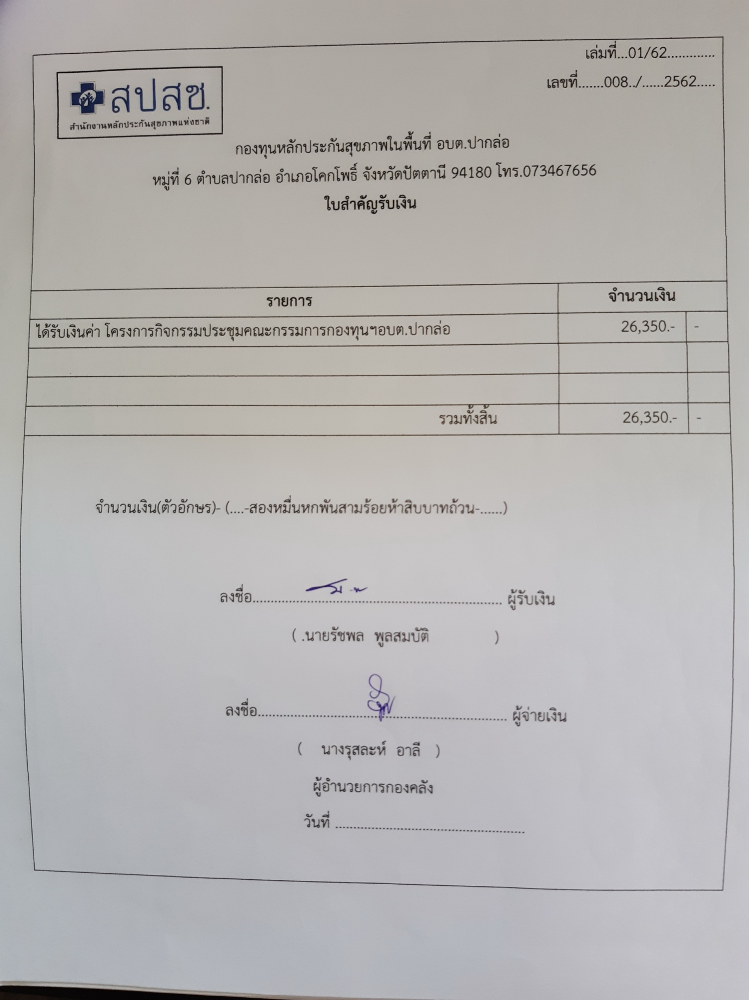 เล่มที่...01/62.............
เลขที่.......008../......2562.....
สปสช.
สำนักงานหลักประกันสุขภาพแห่งชาติ
กองทุนหลักประกันสุขภาพในพื้นที่ อบต.ปากล่อ
หมู่ที่ 6 ตำบลปากล่อ อำเภอโคกโพธิ์ จังหวัดปัตตานี 94180 โทร.073467656
ใบสำคัญรับเงิน
รายการ จำนวนเงิน
ได้รับเงินค่า โครงการกิจกรรมประชุมคณะกรรมการกองทุนฯอบต.ปากล่อ 26,350.- -
รวมทั้งสิ้น 26,350.- -
จำนวนเงิน(ตัวอักษร)- (....-สองหมื่นหกพันสามร้อยห้าสิบบาทถ้วน-......)
ลงชื่อ...................................................................... ผู้รับเงิน
( .นายรัชพล พูลสมบัติ )
ลงชื่อ...................................................................... ผู้จ่ายเงิน
( นางรุสละห์ อาลี )
ผู้อำนวยการกองคลัง
วันที่ .....................................................